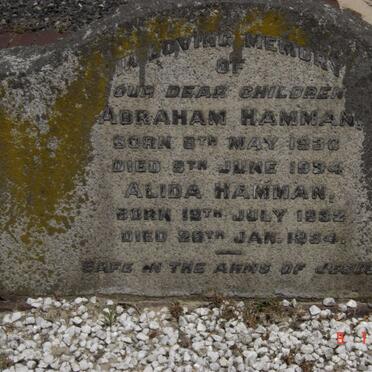 IN LOVING MEMORY
OF
OUR DEAR CHILDREN
ABRAHAM HAMMAN
BORN 8TH MAY 1930
DIED 5TH JUNE 1934
ALIDA HAMMAN,
BORN 19TH JULY 1932
DIED 26TH JAN. 1934.
SAFE IN THE ARMS OF JESUS